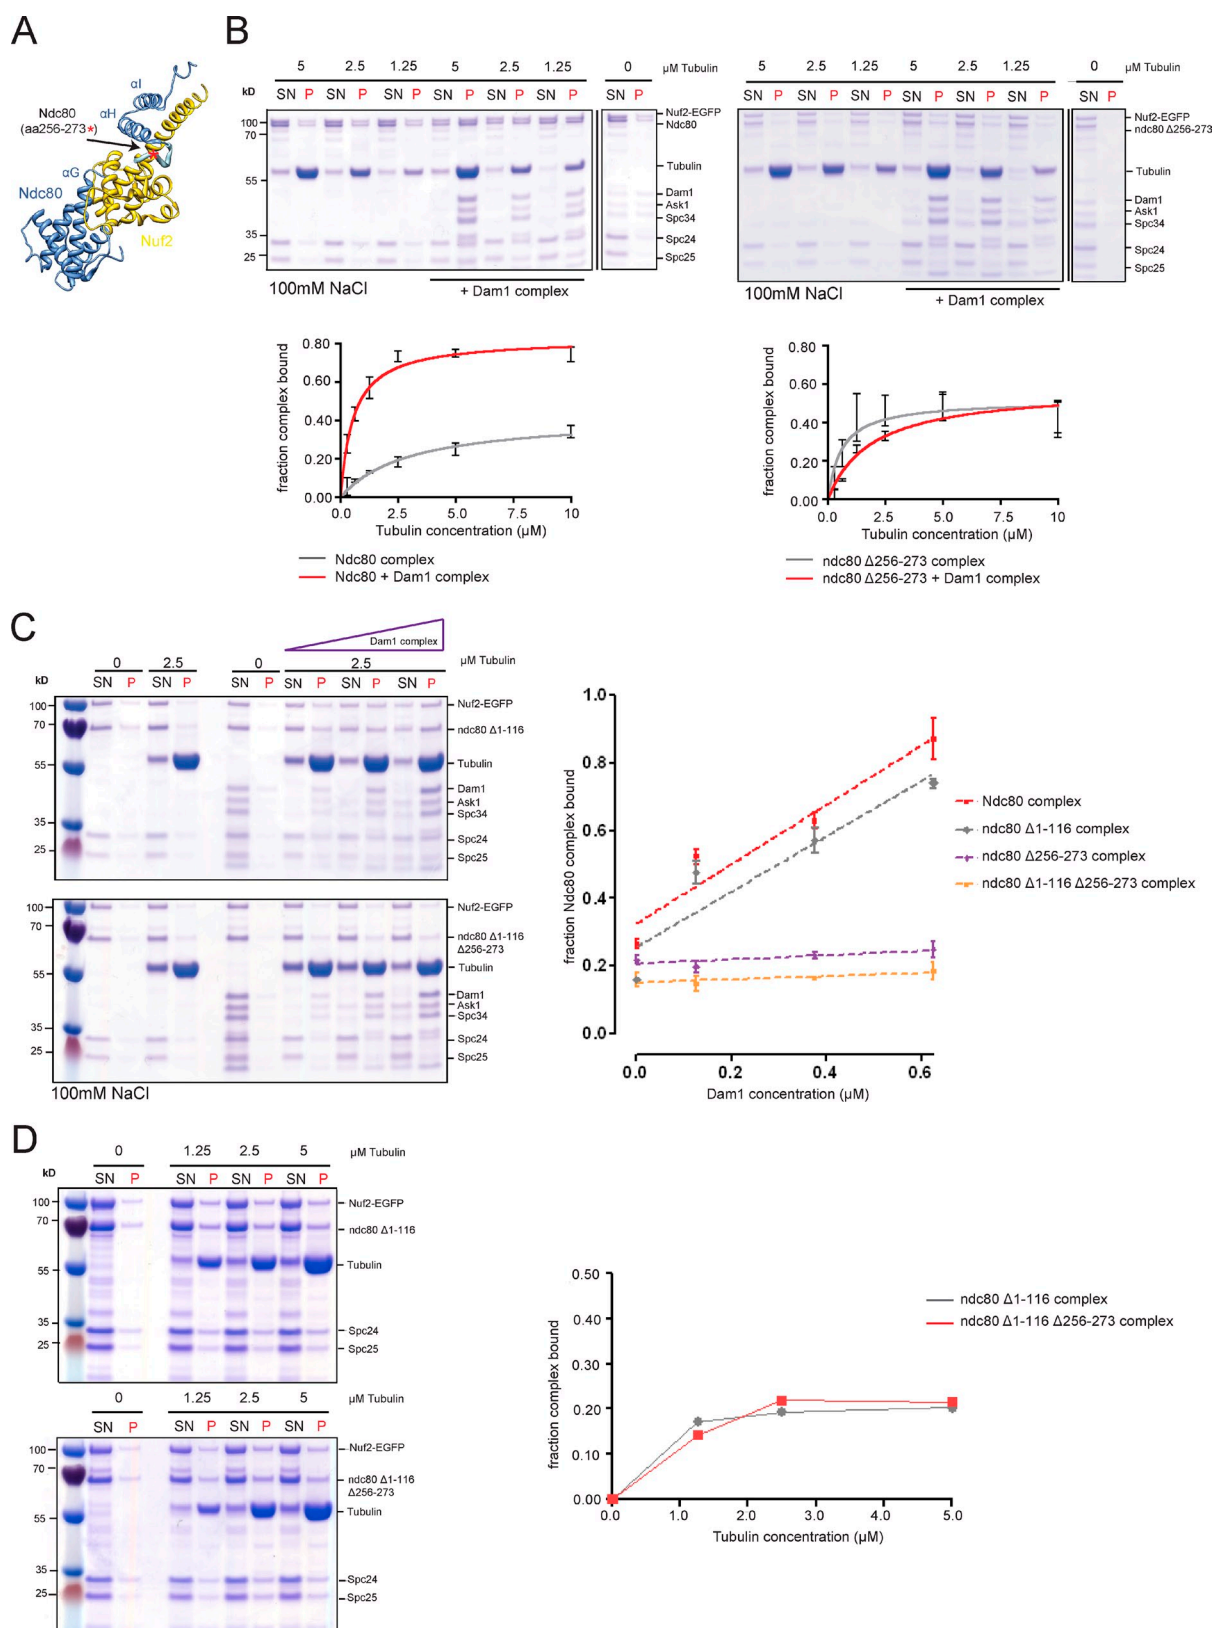 A
αI
αH
Ndc80
(aa256-273*)
αG
Ndc80
Nuf2
B
5 2.5 1.25 5 2.5 1.25 0 µM Tubulin
kD SN P SN P SN P SN P SN P SN P SN P
100
70
55
35
25
Nuf2-EGFP
Ndc80
Tubulin
Dam1
Ask1
Spc34
Spc24
Spc25
100mM NaCl
+ Dam1 complex
5 2.5 1.25 5 2.5 1.25 0 µM Tubulin
SN P SN P SN P SN P SN P SN P SN P
Nuf2-EGFP
ndc80 Δ256-273
Tubulin
Dam1
Ask1
Spc34
Spc24
Spc25
100mM NaCl
+ Dam1 complex
fraction complex bound
0.80
0.60
0.40
0.20
0.00
0.0 2.5 5.0 7.5 10
Tubulin concentration (µM)
Ndc80 complex
Ndc80 + Dam1 complex
fraction complex bound
0.80
0.60
0.40
0.20
0.00
0.0 2.5 5.0 7.5 10
Tubulin concentration (µM)
ndc80 Δ256-273 complex
ndc80 Δ256-273 + Dam1 complex
C
Dam1 complex
0 2.5 0 2.5 µM Tubulin
kD SN P SN P SN P SN P SN P SN P
100
70
55
35
25
Nuf2-EGFP
ndc80 Δ1-116
Tubulin
Dam1
Ask1
Spc34
Spc24
Spc25
100
70
55
35
25
Nuf2-EGFP
ndc80 Δ1-116
Δ256-273
Tubulin
Dam1
Ask1
Spc34
Spc24
Spc25
100mM NaCl
fraction Ndc80 complex bound
1.0
0.8
0.6
0.4
0.2
0.0
0.0 0.2 0.4 0.6
Dam1 concentration (µM)
Ndc80 complex
ndc80 Δ1-116 complex
ndc80 Δ256-273 complex
ndc80 Δ1-116 Δ256-273 complex
D
0 1.25 2.5 5 µM Tubulin
kD SN P SN P SN P SN P
100
70
55
35
25
Nuf2-EGFP
ndc80 Δ1-116
Tubulin
Spc24
Spc25
0 1.25 2.5 5 µM Tubulin
kD SN P SN P SN P SN P
100
70
55
35
25
Nuf2-EGFP
ndc80 Δ1-116
Δ256-273
Tubulin
Spc24
Spc25
fraction complex bound
0.50
0.40
0.30
0.20
0.10
0.00
0.0 1.0 2.0 3.0 4.0 5.0
Tubulin concentration (µM)
ndc80 Δ1-116 complex
ndc80 Δ1-116 Δ256-273 complex